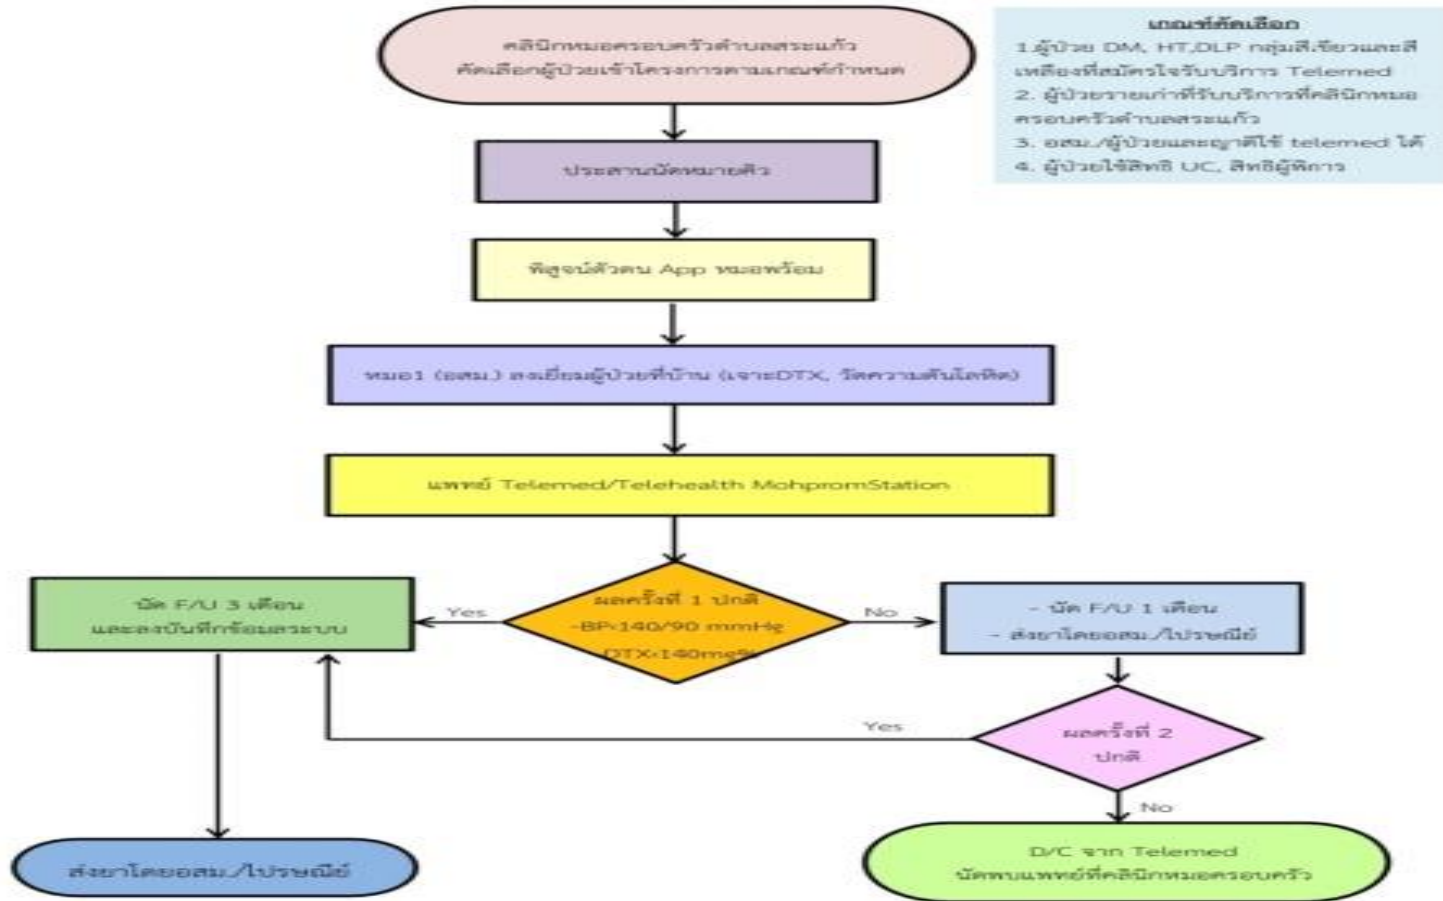 คลินิกหมอครอบครัวตำบลสระแก้ว
คัดเลือกผู้ป่วยเข้าโครงการตามเกณฑ์กำหนด
เกณฑ์คัดเลือก
1.ผู้ป่วย DM, HT,DLP กลุ่มสีเขียวและสี
เหลืองที่สมัครใจรับบริการ Telemed
2. ผู้ป่วยรายเก่าที่รับบริการที่คลินิกหมอ
ครอบครัวตำบลสระแก้ว
3. อสม./ผู้ป่วยและญาติใช้ telemed ได้
4. ผู้ป่วยใช้สิทธิ UC, สิทธิผู้พิการ
ประสานนัดหมายคิว
พิสูจน์ตัวตน App หมอพร้อม
หมอ1 (อสม.) ลงเยี่ยมผู้ป่วยที่บ้าน (เจาะDTX, วัดความดันโลหิต)
แพทย์ Telemed/Telehealth MohpromStation
ผลครั้งที่ 1 ปกติ
-BP<140/90 mmHg
-DTX<140mg%
Yes
No
นัด F/U 3 เดือน
และลงบันทึกข้อมลระบบ
- นัด F/U 1 เดือน
- ส่งยาโดยอสม./ไปรษณีย์
ผลครั้งที่ 2
ปกติ
Yes
No
ส่งยาโดยอสม./ไปรษณีย์
D/C จาก Telemed
นัดพบแพทย์ที่คลินิกหมอครอบครัว